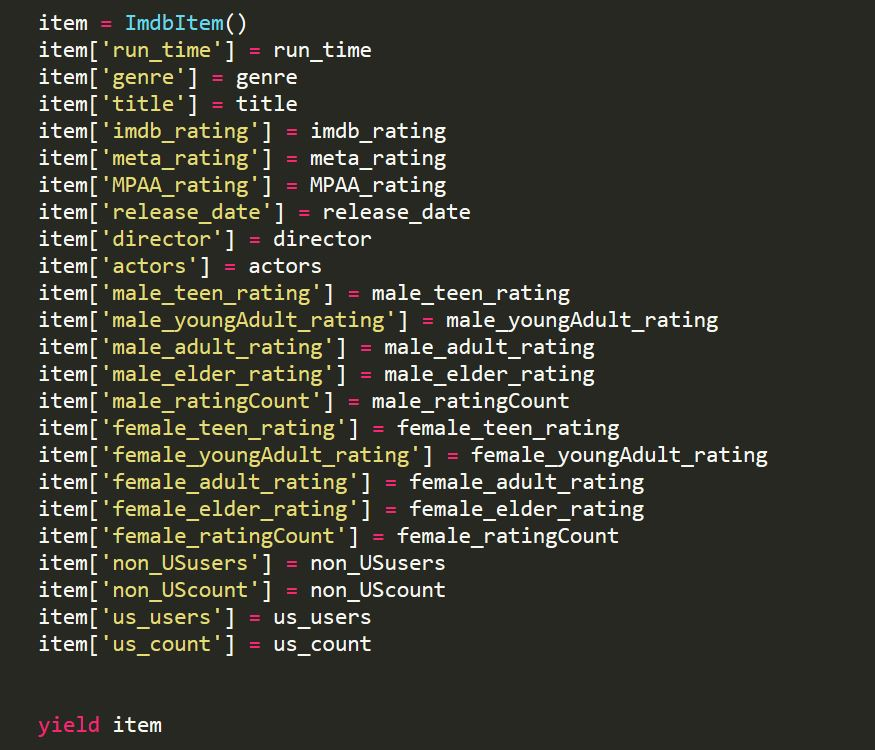 item = ImdbItem()
item['run_time'] = run_time
item['genre'] = genre
item['title'] = title
item['imdb_rating'] = imdb_rating
item['meta_rating'] = meta_rating
item['MPAA_rating'] = MPAA_rating
item['release_date'] = release_date
item['director'] = director
item['actors'] = actors
item['male_teen_rating'] = male_teen_rating
item['male_youngAdult_rating'] = male_youngAdult_rating
item['male_adult_rating'] = male_adult_rating
item['male_elder_rating'] = male_elder_rating
item['male_ratingCount'] = male_ratingCount
item['female_teen_rating'] = female_teen_rating
item['female_youngAdult_rating'] = female_youngAdult_rating
item['female_adult_rating'] = female_adult_rating
item['female_elder_rating'] = female_elder_rating
item['female_ratingCount'] = female_ratingCount
item['non_USusers'] = non_USusers
item['non_UScount'] = non_UScount
item['us_users'] = us_users
item['us_count'] = us_count
yield item